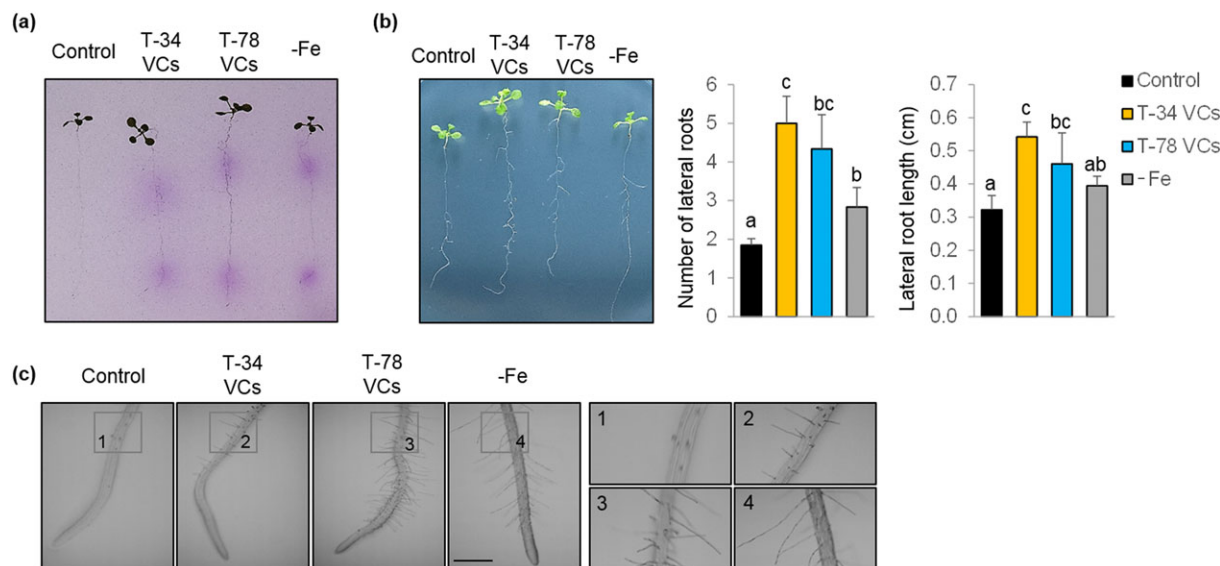 (a)
Control
T-34
VCs
T-78
VCs
-Fe
(b)
Control
T-34
VCs
T-78
VCs
-Fe
Number of lateral roots
6
5
4
3
2
1
0
a
c
bc
b
Lateral root length (cm)
0.7
0.6
0.5
0.4
0.3
0.2
0.1
0.0
a
c
bc
ab
Control
T-34 VCs
T-78 VCs
-Fe
(c)
Control
T-34
VCs
T-78
VCs
-Fe
1
2
3
4
1
2
3
4